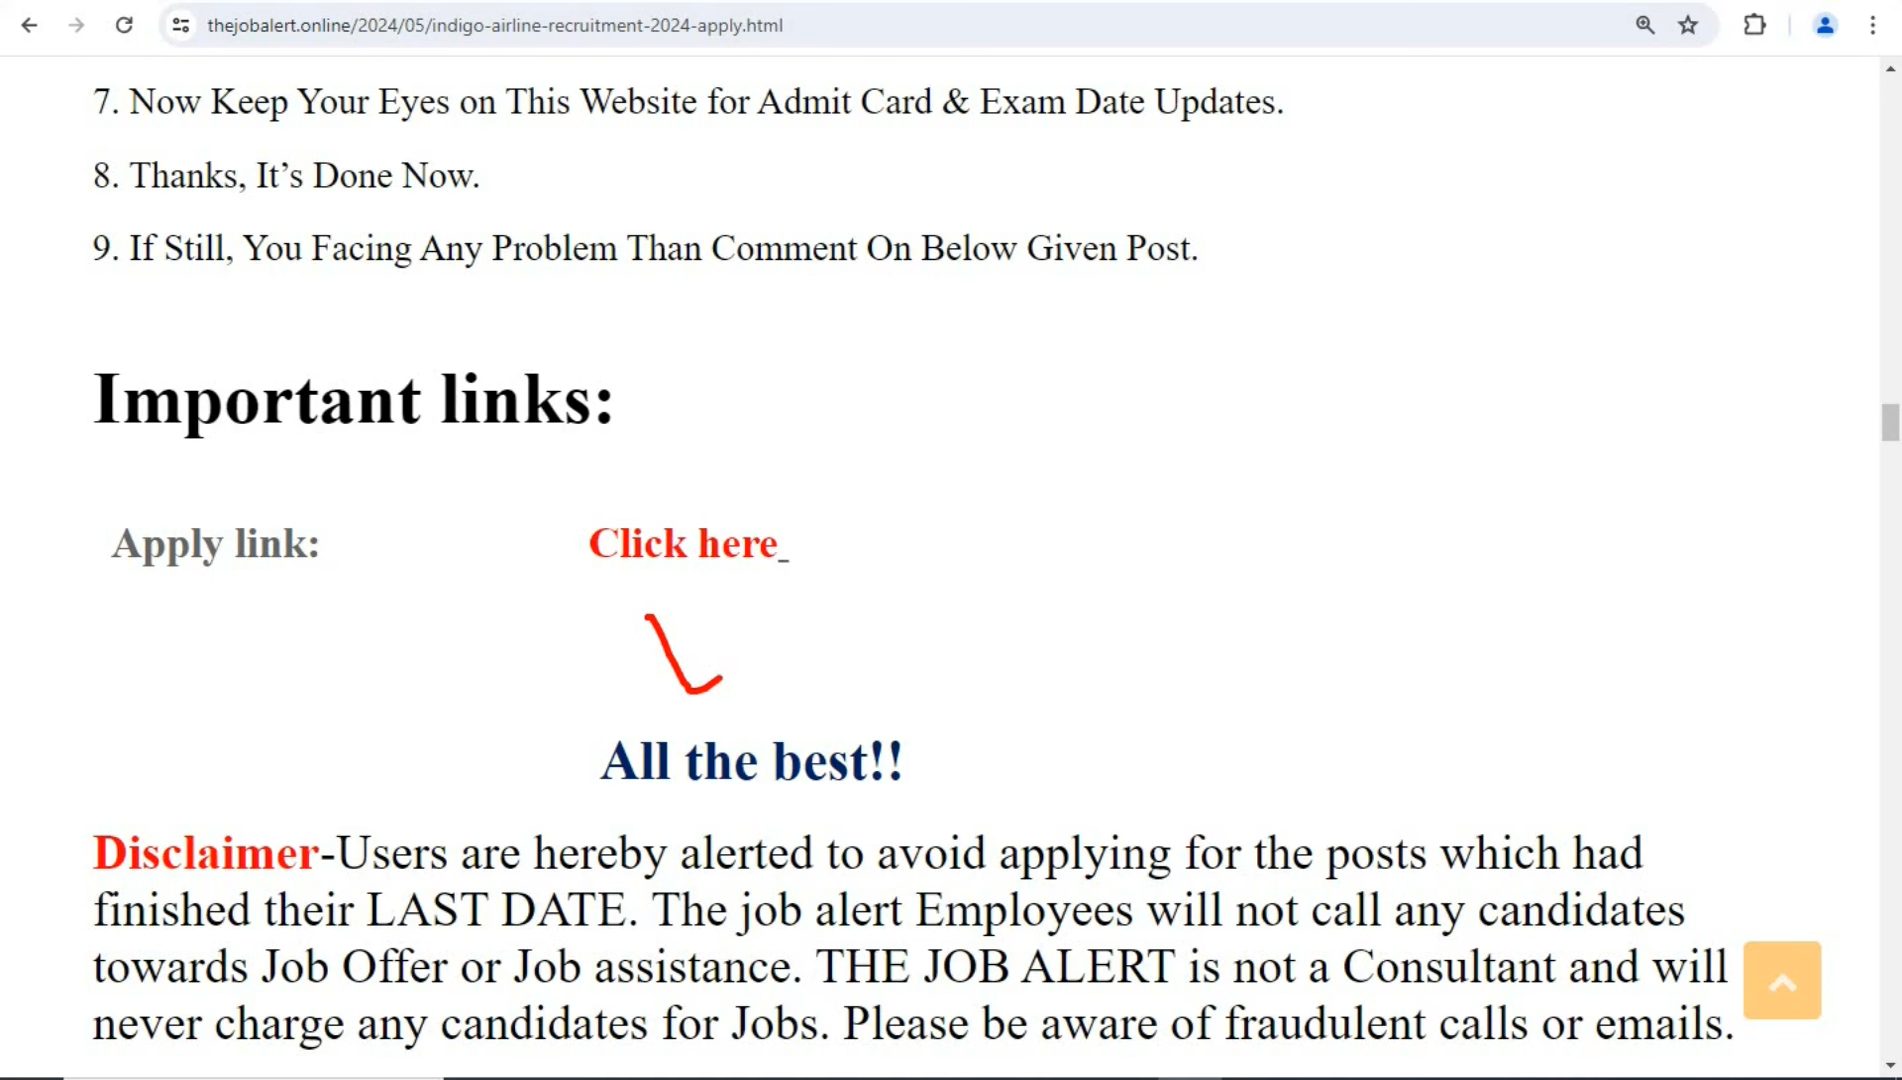 thejobalert.online/2024/05/indigo-airline-recruitment-2024-apply.html
7. Now Keep Your Eyes on This Website for Admit Card & Exam Date Updates.
8. Thanks, It’s Done Now.
9. If Still, You Facing Any Problem Than Comment On Below Given Post.
Important links:
Apply link: Click here
All the best!!
Disclaimer-Users are hereby alerted to avoid applying for the posts which had
finished their LAST DATE. The job alert Employees will not call any candidates
towards Job Offer or Job assistance. THE JOB ALERT is not a Consultant and will
never charge any candidates for Jobs. Please be aware of fraudulent calls or emails.